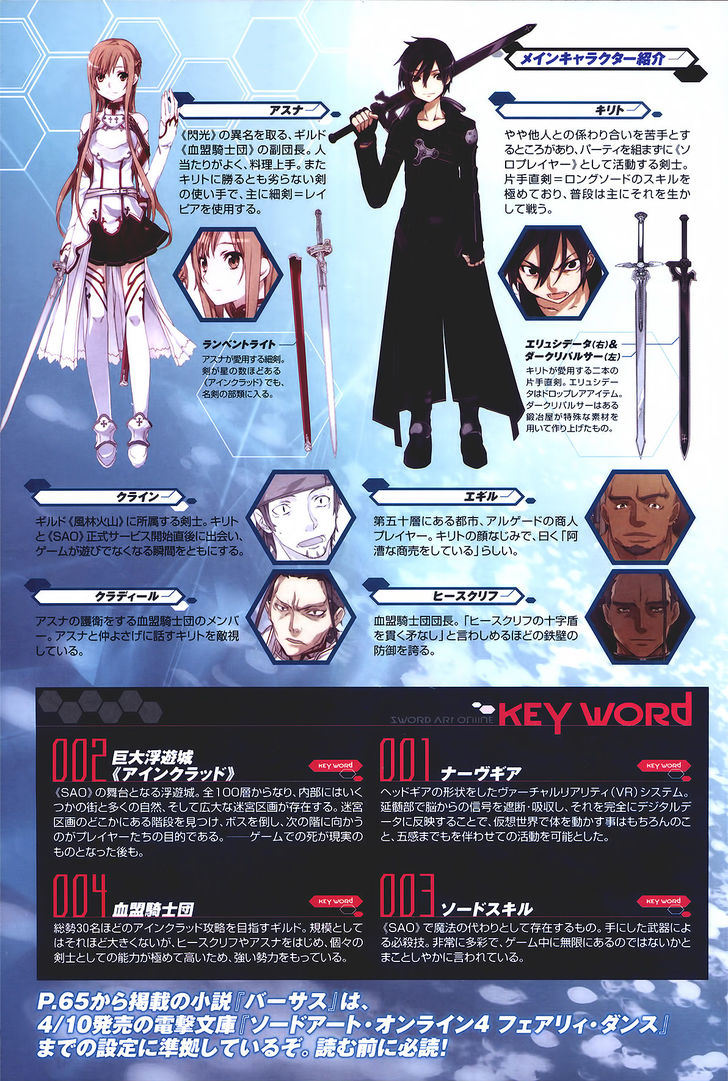 メインキャラクター紹介
キリト
やや他人との係わり合いを苦手とす
るところがあり、パーティを組まずに《ソ
ロプレイヤー》として活動する剣士。
片手直剣＝ロングソードのスキルを
極めており、普段は主にそれを生か
して戦う。
エリュシデータ(右)&
ダークリパルサー(左)
キリトが愛用する二本の
片手直剣。エリュシデー
タはドロップレアアイテム。
ダークリパルサーはある
鍛冶屋が特殊な素材を
用いて作り上げたもの。
アスナ
《閃光》の異名を取る、ギルド
《血盟騎士団》の副団長。人
当たりがよく、料理上手。また
キリトに勝るとも劣らない剣
の使い手で、主に細剣＝レイ
ピアを使用する。
ランベントライト
アスナが愛用する細剣。
剣が星の数ほどある
《アインクラッド》でも、
名剣の部類に入る。
エギル
第五十層にある都市、アルゲードの商人
プレイヤー。キリトの顔なじみで、曰く「阿
漕な商売をしている」らしい。
クライン
ギルド《風林火山》に所属する剣士。キリト
と《SAO》正式サービス開始直後に出会い、
ゲームが遊びでなくなる瞬間をともにする。
ヒースクリフ
血盟騎士団団長。「ヒースクリフの十字盾
を貫く矛なし」と言わしめるほどの鉄壁の
防御を誇る。
クラディール
アスナの護衛をする血盟騎士団のメンバ
ー。アスナと仲よさげに話すキリトを敵視
している。
SWORD ART ONLINE KEY WORD
001 ナーヴギア
KEY WORD
ヘッドギアの形状をしたヴァーチャルリアリティ(VR)システム。
延髄部で脳からの信号を遮断・吸収し、それを完全にデジタルデ
ータに反映することで、仮想世界で体を動かす事はもちろんのこ
と、五感までもを伴わせての活動を可能とした。
002 巨大浮遊城
《アインクラッド》
KEY WORD
《SAO》の舞台となる浮遊城。全100層からなり、内部にはいく
つかの街と多くの自然、そして広大な迷宮区画が存在する。迷宮
区画のどこかにある階段を見つけ、ボスを倒し、次の階に向かう
のがプレイヤーたちの目的である。――ゲームでの死が現実の
ものとなった後も。
003 ソードスキル
KEY WORD
《SAO》で魔法の代わりとして存在するもの。手にした武器によ
る必殺技。非常に多彩で、ゲーム中に無限にあるのではないかと
まことしやかに言われている。
004 血盟騎士団
KEY WORD
総勢30名ほどのアインクラッド攻略を目指すギルド。規模として
はそれほど大きくないが、ヒースクリフやアスナをはじめ、個々の
剣士としての能力が極めて高いため、強い勢力をもっている。
P.65から掲載の小説『バーサス』は、
4/10発売の電撃文庫『ソードアート・オンライン4 フェアリィ・ダンス』
までの設定に準拠しているぞ。読む前に必読!